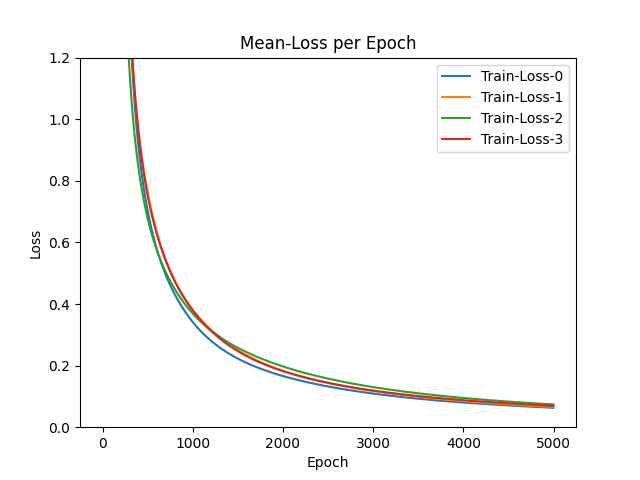 Mean-Loss per Epoch
1.2
1.0
0.8
0.6
0.4
0.2
0.0
Loss
Train-Loss-0
Train-Loss-1
Train-Loss-2
Train-Loss-3
0 1000 2000 3000 4000 5000
Epoch